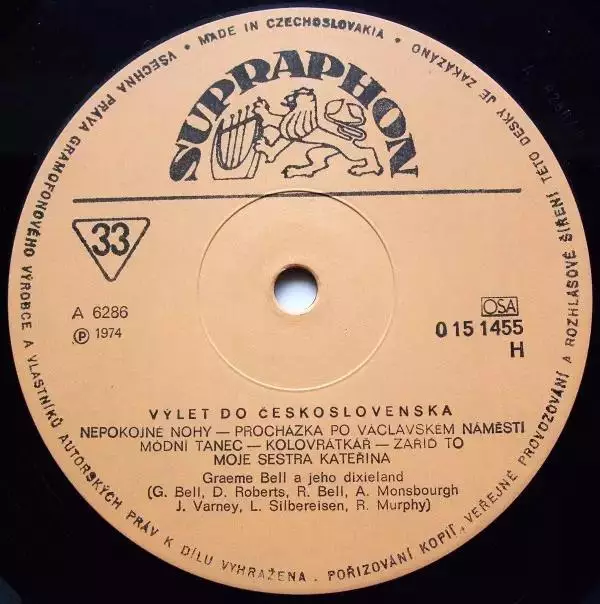 VŠECHNA PRÁVA GRAMOFONOVÉHO VÝROBCE A VLASTNÍKŮ AUTORSKÝCH PRÁV K DÍLU VYHRAŽENA . POŘIZOVÁNÍ KOPIÍ, VEŘEJNÉ PROVOZOVÁNÍ A ROZHLASOVÉ ŠÍŘENÍ TÉTO DESKY JE ZAKÁZÁNO
• MADE IN CZECHOSLOVAKIA •
SUPRAPHON
33
A 6286
℗ 1974
OSA
0 15 1455
H
VÝLET DO ČESKOSLOVENSKA
NEPOKOJNÉ NOHY — PROCHÁZKA PO VÁCLAVSKÉM NÁMĚSTÍ
MÓDNÍ TANEC — KOLOVRÁTKÁŘ — ZAŘIĎ TO
MOJE SESTRA KATEŘINA
Graeme Bell a jeho dixieland
(G. Bell, D. Roberts, R. Bell, A. Monsbourgh
J. Varney, L. Silbereisen, R. Murphy)